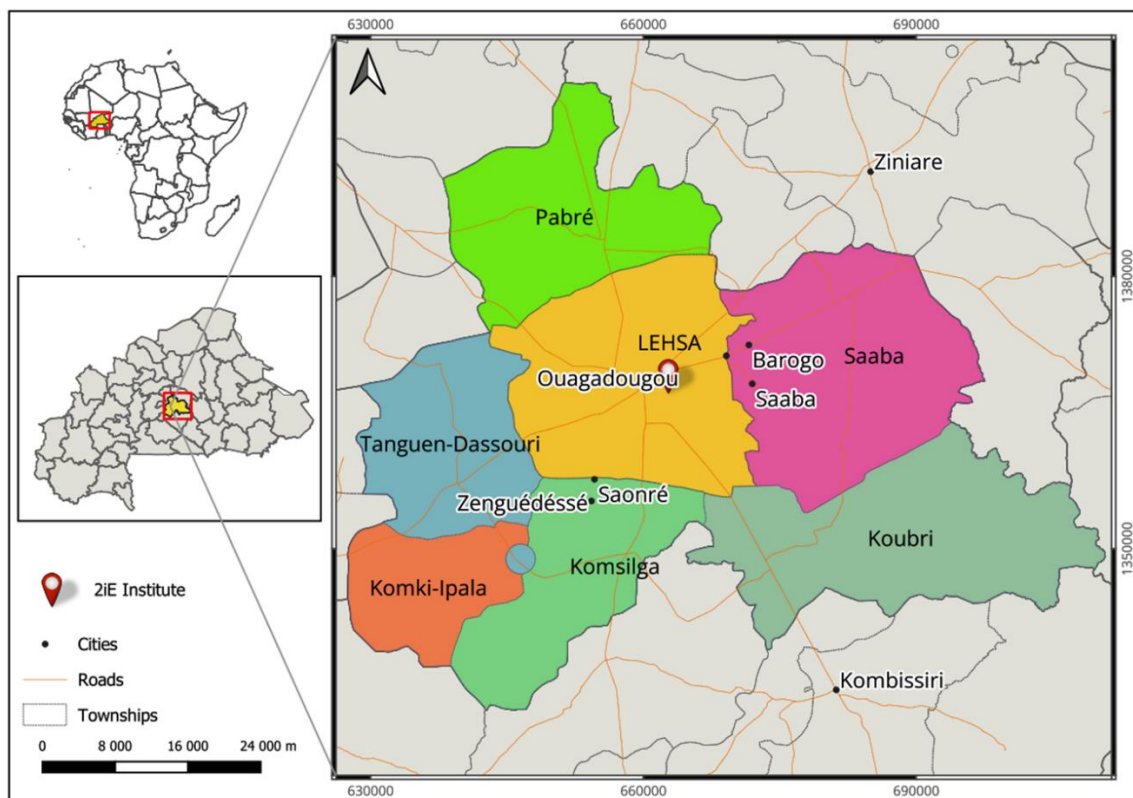 630000
660000
690000
Ziniare
Pabré
1380000
LEHSA
Barogo
Saaba
Ouagadougou
Saaba
Tanguen-Dassouri
Zenguédéssé
Saonré
Koubri
1350000
Komsilga
Komki-Ipala
Kombissiri
2iE Institute
Cities
Roads
Townships
0 8 000 16 000 24 000 m
630000
660000
690000